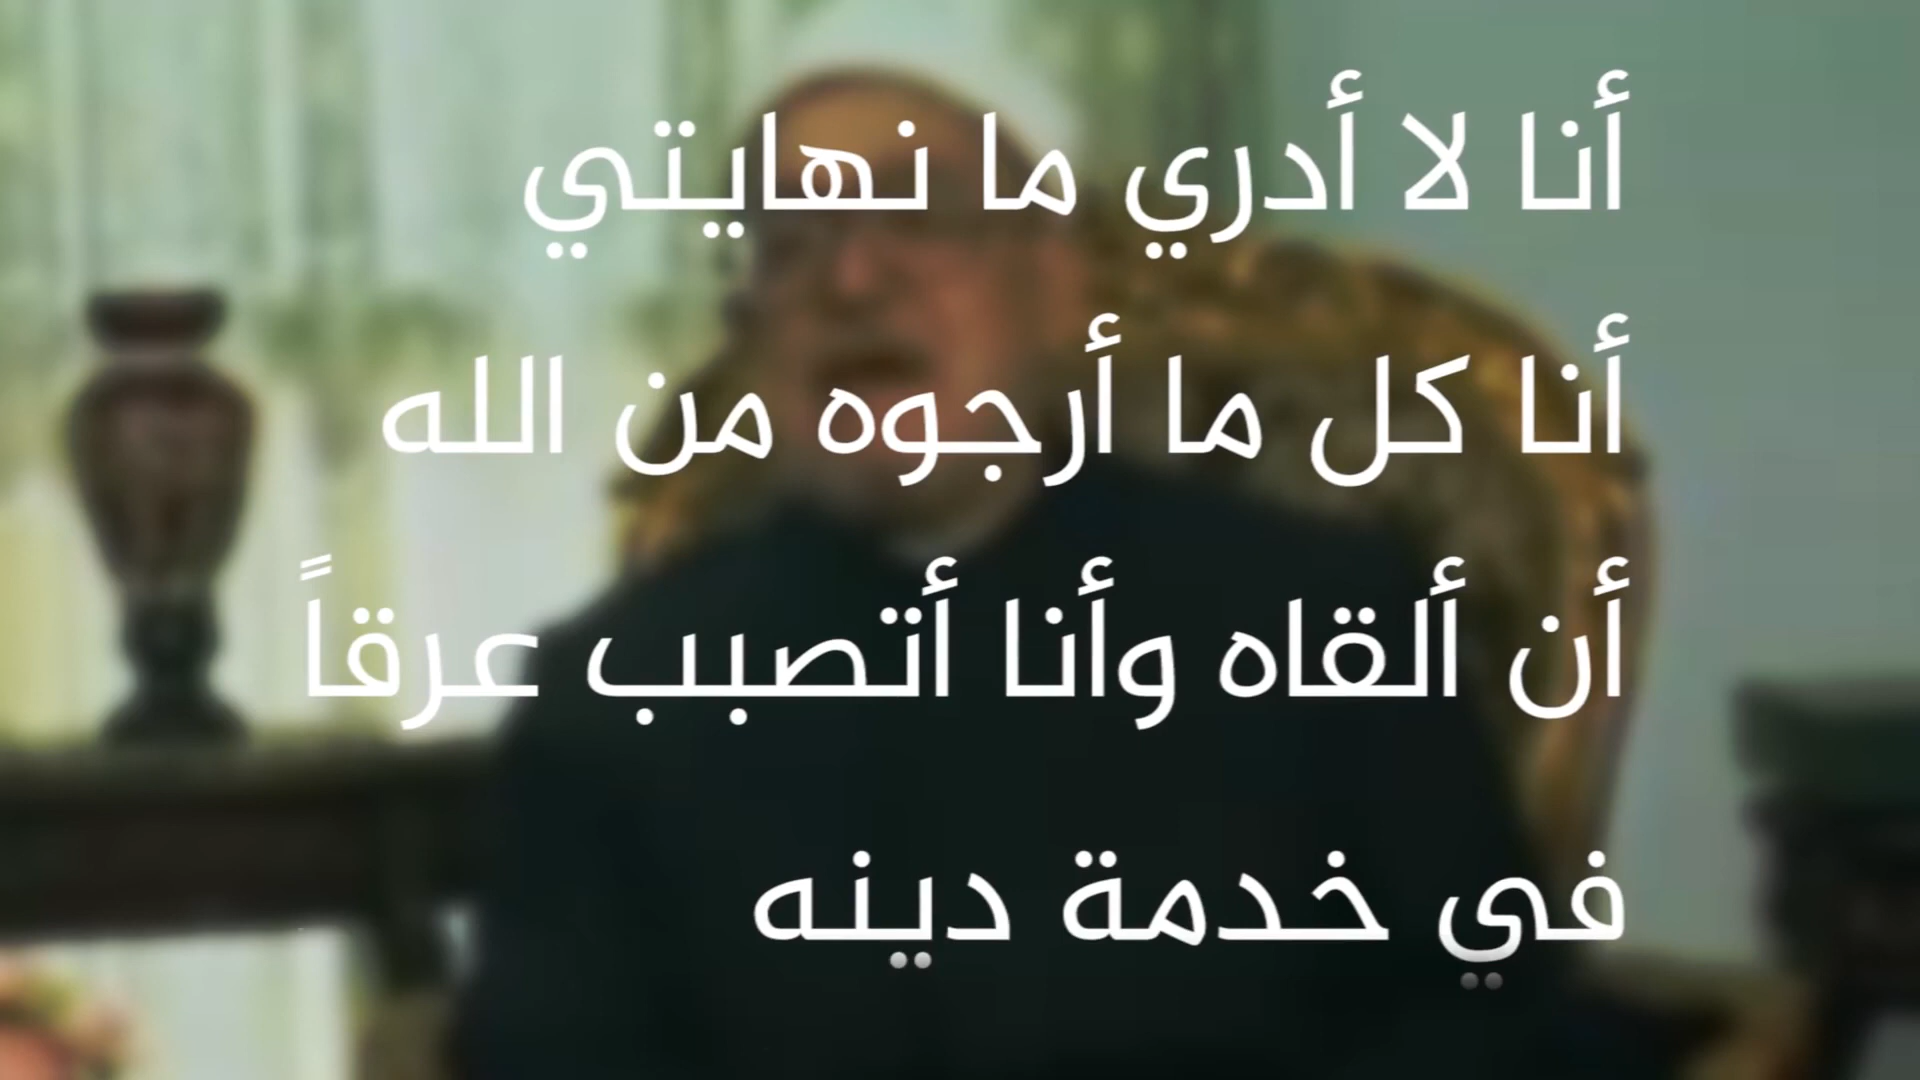 أنا لا أدري ما نهايتي
أنا كل ما أرجوه من الله
أن ألقاه وأنا أتصبب عرقاً
في خدمة دينه